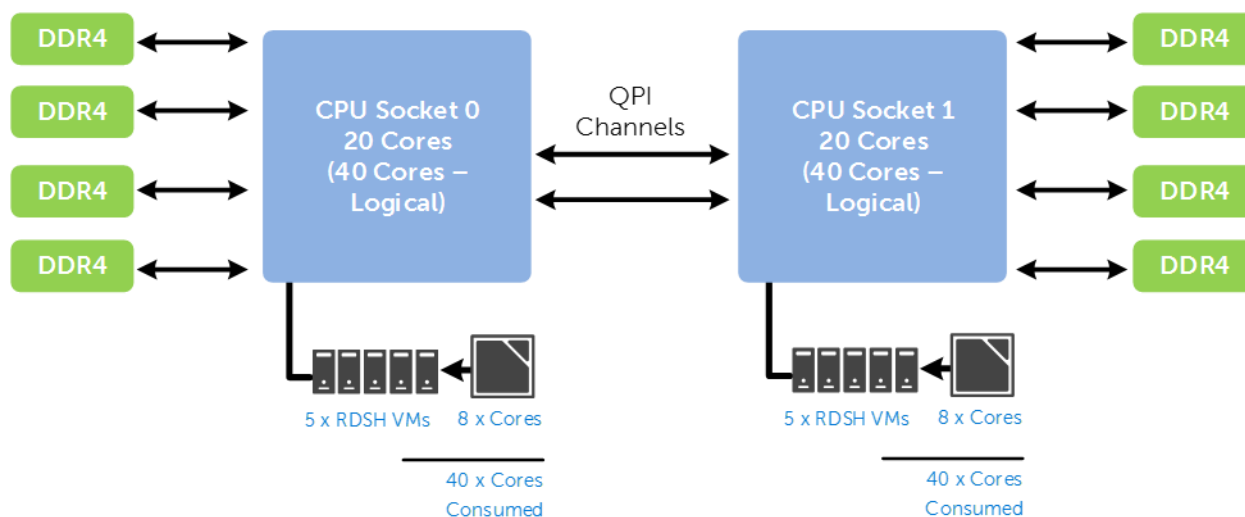 DDR4
DDR4
DDR4
DDR4
CPU Socket 0
20 Cores
(40 Cores –
Logical)
QPI
Channels
CPU Socket 1
20 Cores
(40 Cores –
Logical)
DDR4
DDR4
DDR4
DDR4
5 x RDSH VMs
8 x Cores
40 x Cores
Consumed
5 x RDSH VMs
8 x Cores
40 x Cores
Consumed